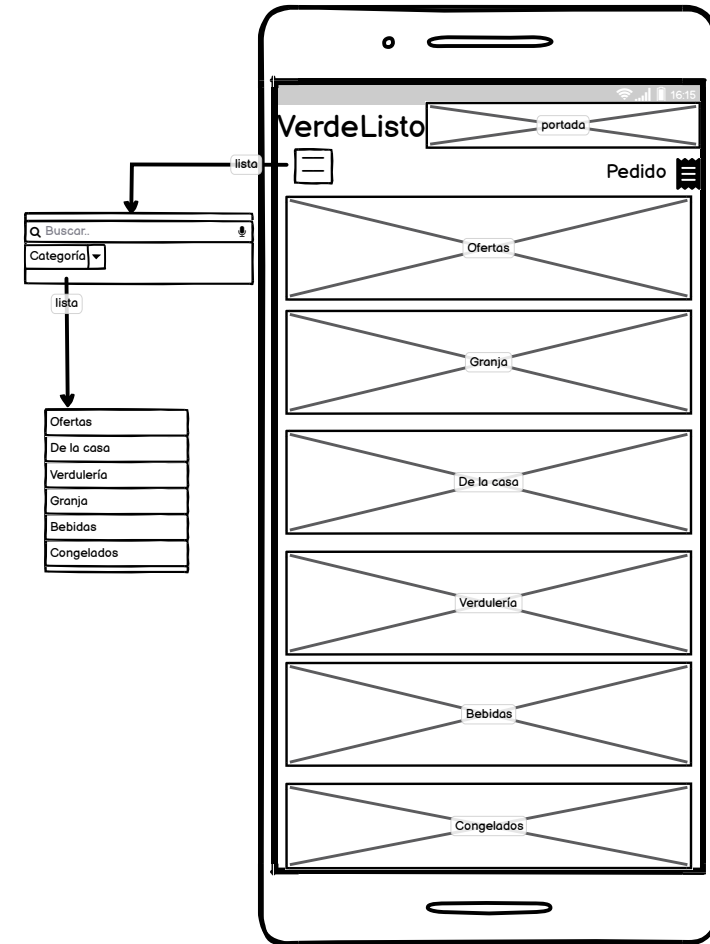 16:15
VerdeListo
portada
lista
Pedido
Buscar..
Categoría
lista
Ofertas
De la casa
Verdulería
Granja
Bebidas
Congelados
Ofertas
Granja
De la casa
Verdulería
Bebidas
Congelados